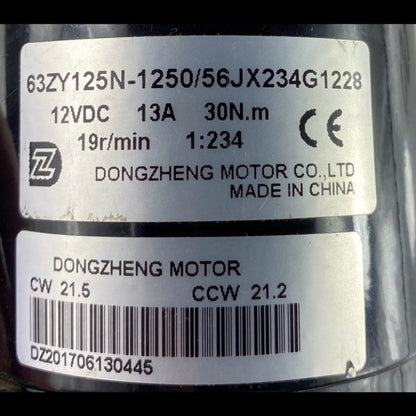 63ZY125N-1250/56JX234G1228
12VDC 13A 30N.m
19r/min 1:234
CE
DONGZHENG MOTOR CO.,LTD
MADE IN CHINA
DONGZHENG MOTOR
CW 21.5 CCW 21.2
DZ201706130445